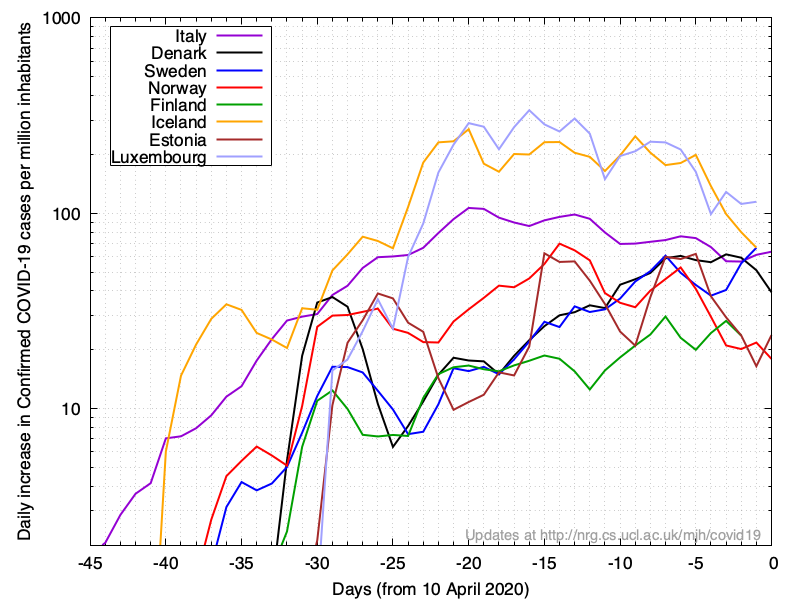 1000
100
10
Daily increase in Confirmed COVID-19 cases per million inhabitants
Italy
Denark
Sweden
Norway
Finland
Iceland
Estonia
Luxembourg
Updates at http://nrg.cs.ucl.ac.uk/mjh/covid19
-45 -40 -35 -30 -25 -20 -15 -10 -5 0
Days (from 10 April 2020)